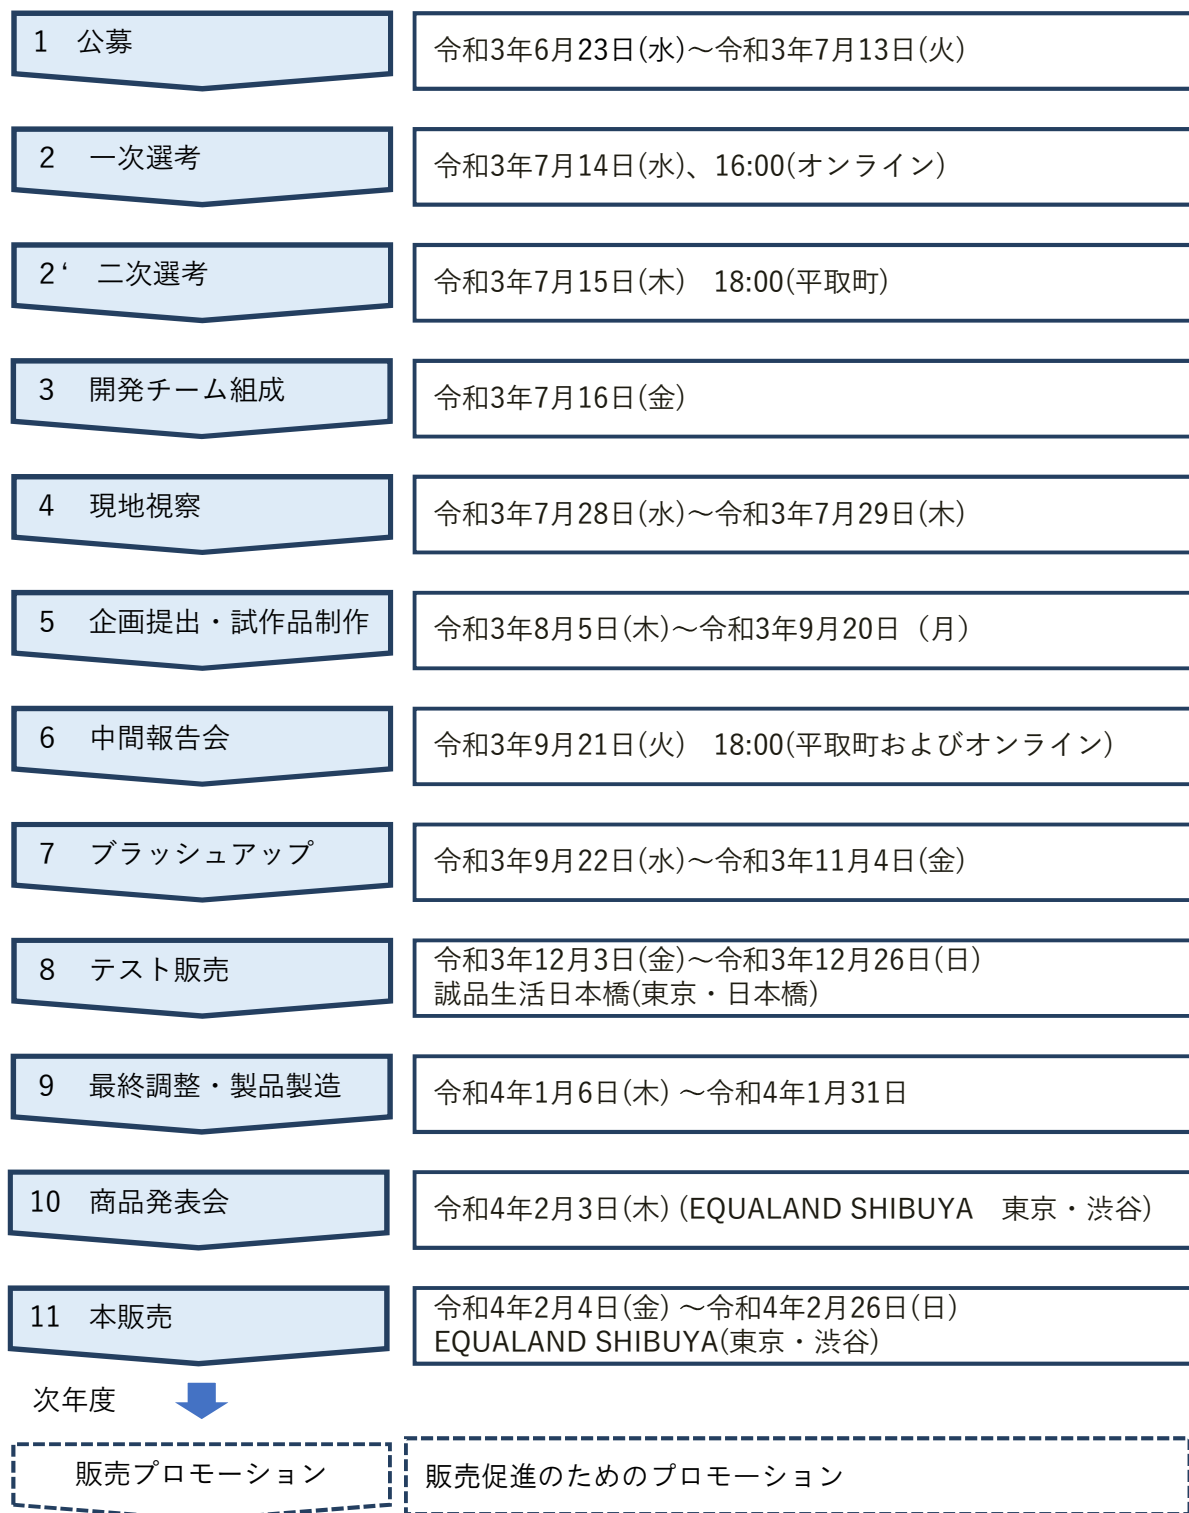 1 公募
令和3年6月23日(水)～令和3年7月13日(火)
2 一次選考
令和3年7月14日(水)、16:00(オンライン)
2‘ 二次選考
令和3年7月15日(木) 18:00(平取町)
3 開発チーム組成
令和3年7月16日(金)
4 現地視察
令和3年7月28日(水)～令和3年7月29日(木)
5 企画提出・試作品制作
令和3年8月5日(木)～令和3年9月20日（月）
6 中間報告会
令和3年9月21日(火) 18:00(平取町およびオンライン)
7 ブラッシュアップ
令和3年9月22日(水)～令和3年11月4日(金)
8 テスト販売
令和3年12月3日(金)～令和3年12月26日(日)
誠品生活日本橋(東京・日本橋)
9 最終調整・製品製造
令和4年1月6日(木) ～令和4年1月31日
10 商品発表会
令和4年2月3日(木) (EQUALAND SHIBUYA 東京・渋谷)
11 本販売
令和4年2月4日(金) ～令和4年2月26日(日)
EQUALAND SHIBUYA(東京・渋谷)
次年度
販売プロモーション
販売促進のためのプロモーション